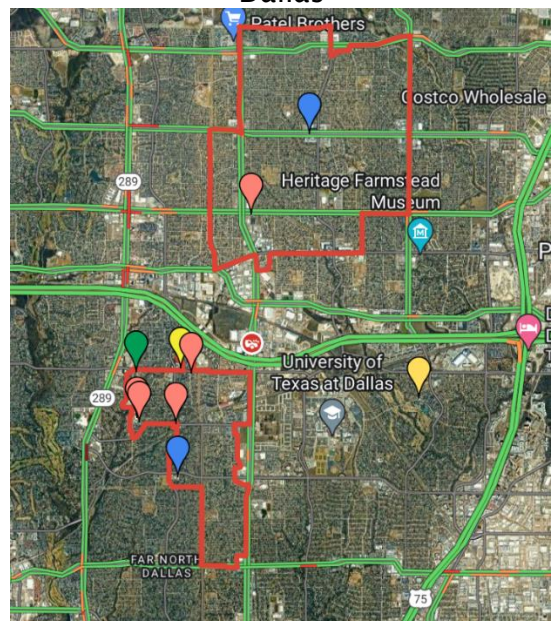 Dallas
Patel Brothers
Costco Wholesale
289
Heritage Farmstead
Museum
P
D
D
University of
Texas at Dallas
289
FAR NORTH
DALLAS
75